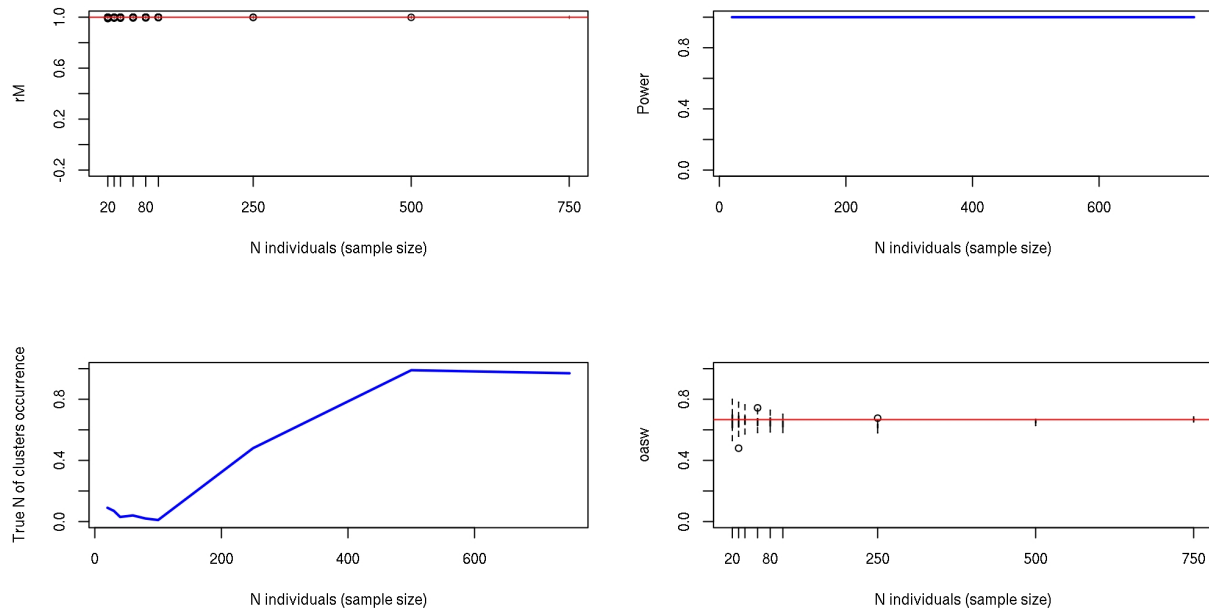 rM
-0.2 0.2 0.6 1.0
20 80 250 500 750
N individuals (sample size)
Power
0.0 0.4 0.8
0 200 400 600
N individuals (sample size)
True N of clusters occurrence
0.0 0.4 0.8
0 200 400 600
N individuals (sample size)
oasw
0.0 0.4 0.8
20 80 250 500 750
N individuals (sample size)